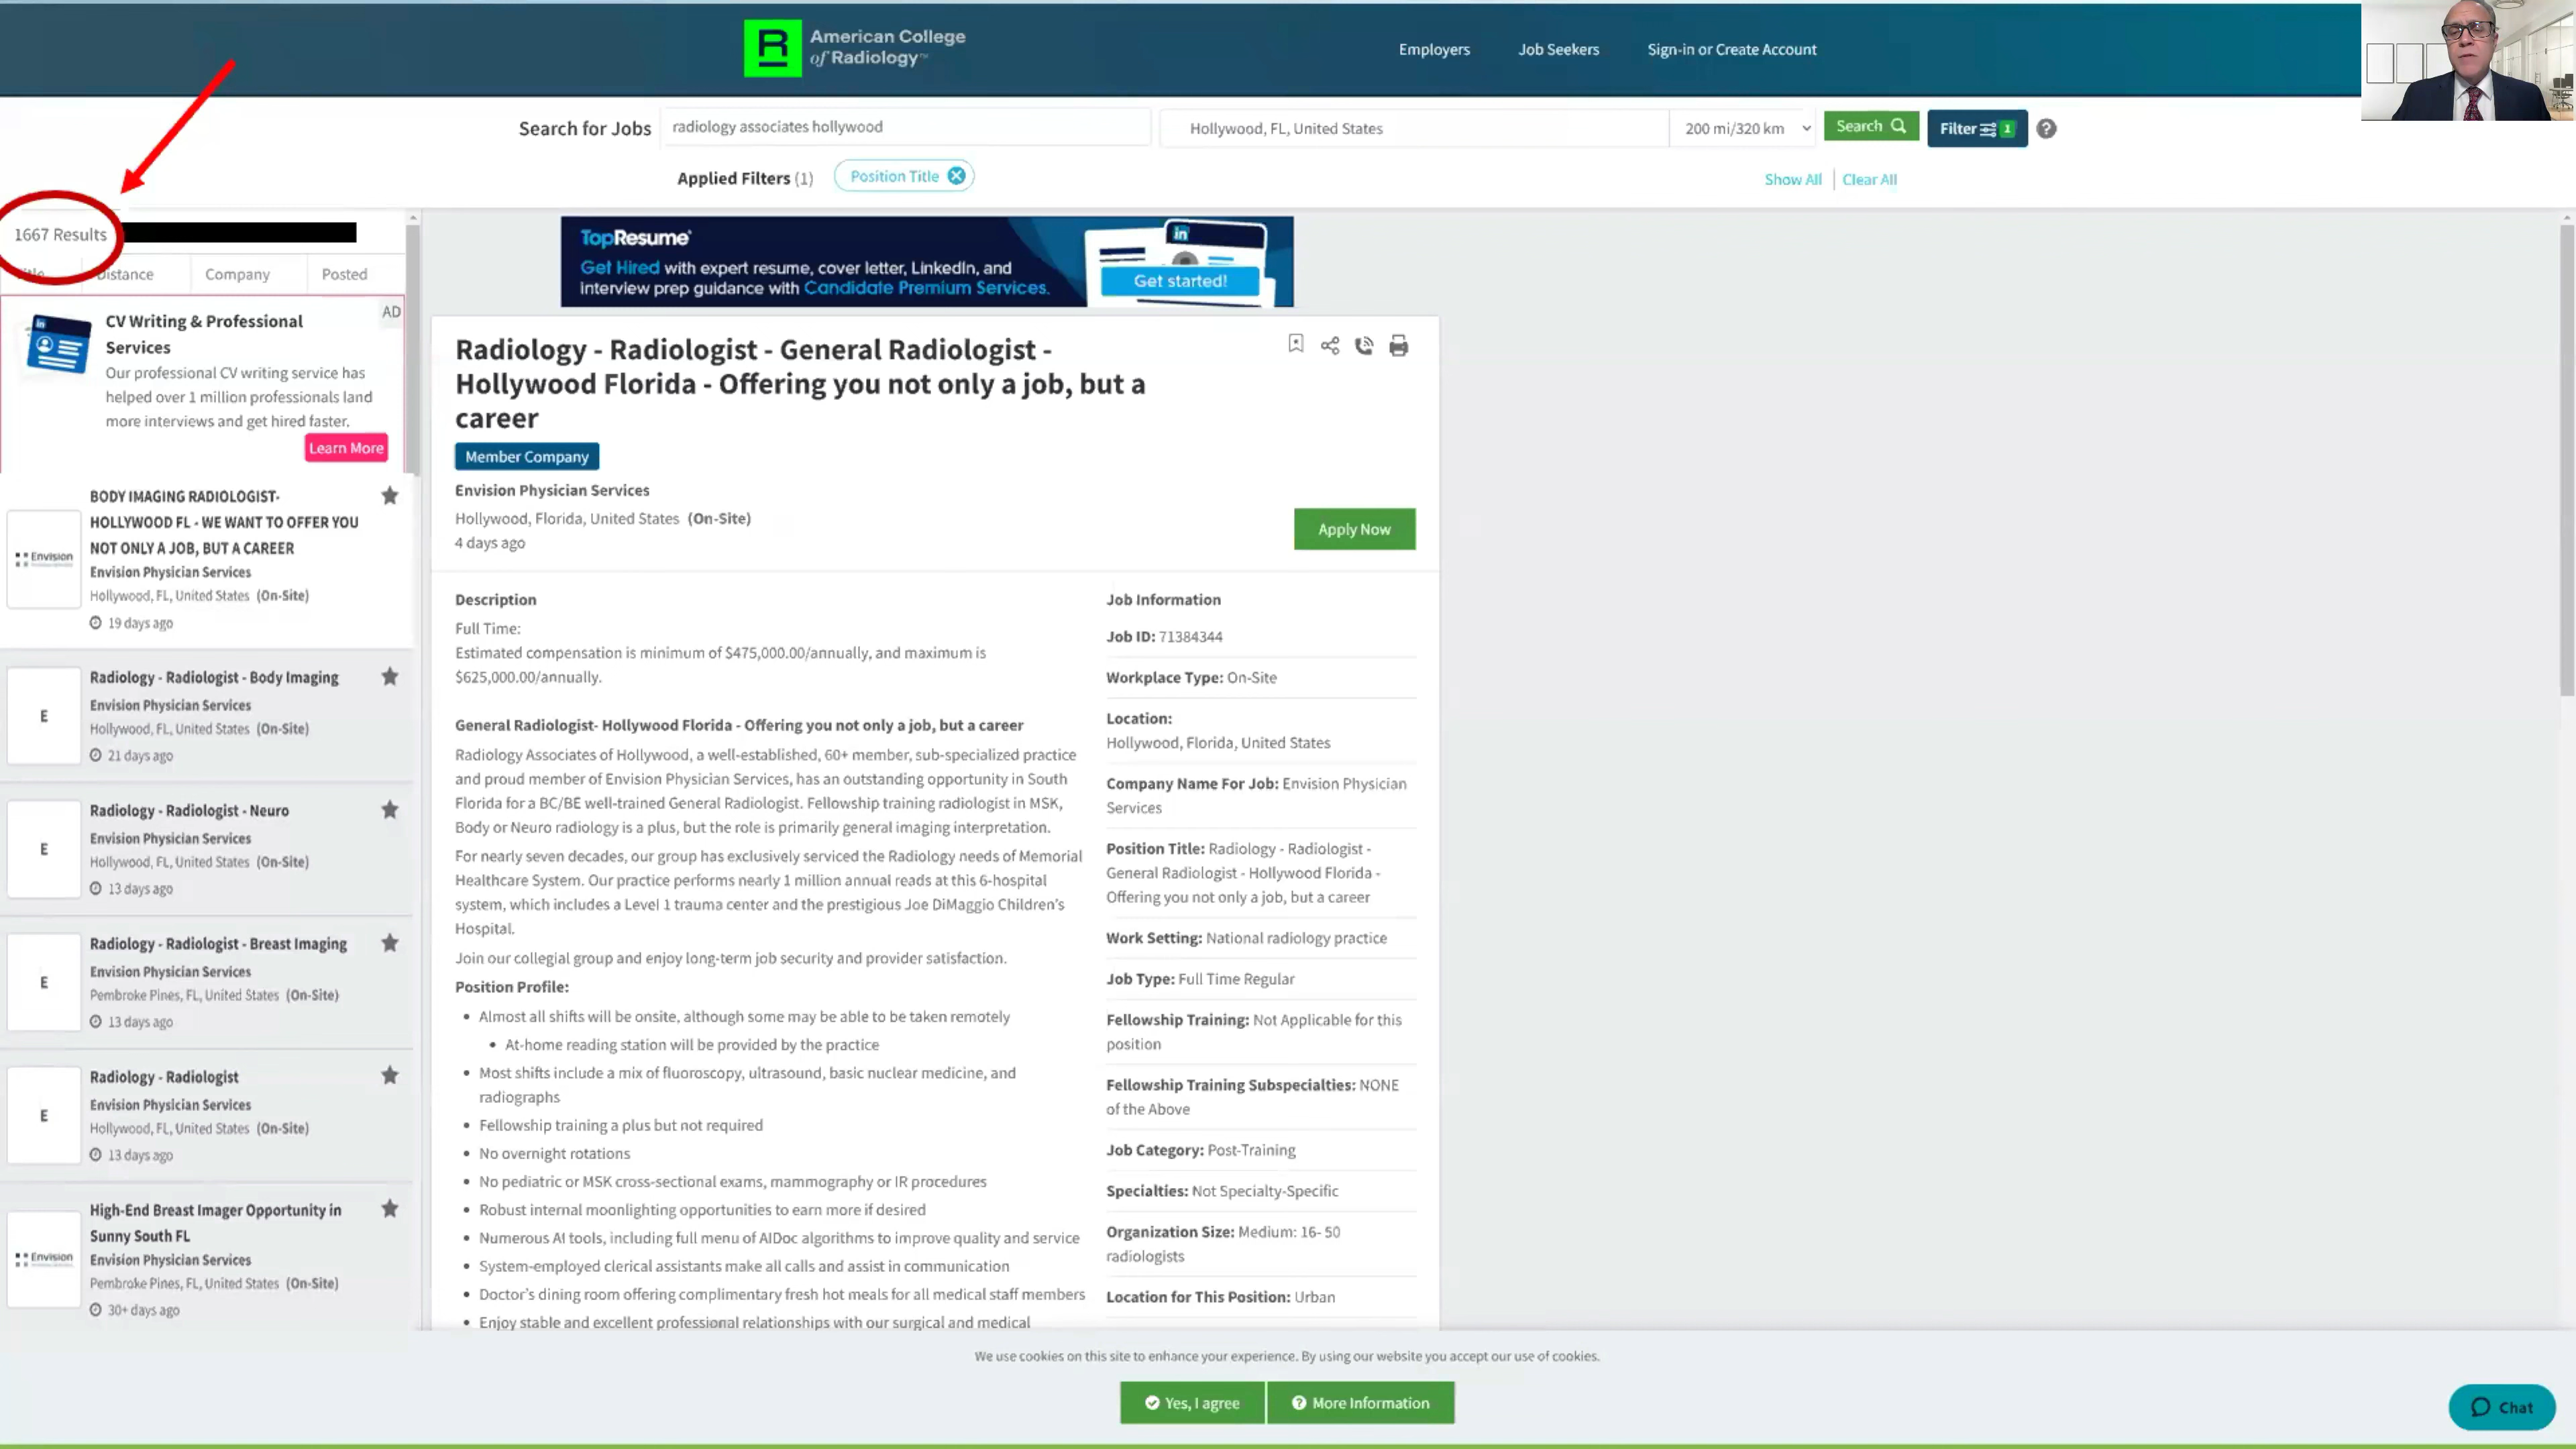 American College
of Radiology™
Employers
Job Seekers
Sign-in or Create Account
Search for Jobs
radiology associates hollywood
Hollywood, FL, United States
200 mi/320 km
Search
Filter 1
Applied Filters (1)
Position Title
Show All
Clear All
1667 Results
Distance
Company
Posted
AD
CV Writing & Professional
Services
Our professional CV writing service has
helped over 1 million professionals land
more interviews and get hired faster.
Learn More
BODY IMAGING RADIOLOGIST-
HOLLYWOOD FL - WE WANT TO OFFER YOU
NOT ONLY A JOB, BUT A CAREER
Envision
Envision Physician Services
Hollywood, FL, United States (On-Site)
19 days ago
Radiology - Radiologist - Body Imaging
E
Envision Physician Services
Hollywood, FL, United States (On-Site)
21 days ago
Radiology - Radiologist - Neuro
E
Envision Physician Services
Hollywood, FL, United States (On-Site)
13 days ago
Radiology - Radiologist - Breast Imaging
E
Envision Physician Services
Pembroke Pines, FL, United States (On-Site)
13 days ago
Radiology - Radiologist
E
Envision Physician Services
Hollywood, FL, United States (On-Site)
13 days ago
High-End Breast Imager Opportunity in
Sunny South FL
Envision
Envision Physician Services
Pembroke Pines, FL, United States (On-Site)
30+ days ago
TopResume
Get Hired with expert resume, cover letter, LinkedIn, and
interview prep guidance with Candidate Premium Services.
in
Get started!
Radiology - Radiologist - General Radiologist -
Hollywood Florida - Offering you not only a job, but a
career
Member Company
Envision Physician Services
Hollywood, Florida, United States (On-Site)
4 days ago
Apply Now
Description
Full Time:
Estimated compensation is minimum of $475,000.00/annually, and maximum is
$625,000.00/annually.
General Radiologist- Hollywood Florida - Offering you not only a job, but a career
Radiology Associates of Hollywood, a well-established, 60+ member, sub-specialized practice
and proud member of Envision Physician Services, has an outstanding opportunity in South
Florida for a BC/BE well-trained General Radiologist. Fellowship training radiologist in MSK,
Body or Neuro radiology is a plus, but the role is primarily general imaging interpretation.
For nearly seven decades, our group has exclusively serviced the Radiology needs of Memorial
Healthcare System. Our practice performs nearly 1 million annual reads at this 6-hospital
system, which includes a Level 1 trauma center and the prestigious Joe DiMaggio Children's
Hospital.
Join our collegial group and enjoy long-term job security and provider satisfaction.
Position Profile:
• Almost all shifts will be onsite, although some may be able to be taken remotely
• At-home reading station will be provided by the practice
• Most shifts include a mix of fluoroscopy, ultrasound, basic nuclear medicine, and
radiographs
• Fellowship training a plus but not required
• No overnight rotations
• No pediatric or MSK cross-sectional exams, mammography or IR procedures
• Robust internal moonlighting opportunities to earn more if desired
• Numerous AI tools, including full menu of AIDoc algorithms to improve quality and service
• System-employed clerical assistants make all calls and assist in communication
• Doctor's dining room offering complimentary fresh hot meals for all medical staff members
• Enjoy stable and excellent professional relationships with our surgical and medical
Job Information
Job ID: 71384344
Workplace Type: On-Site
Location:
Hollywood, Florida, United States
Company Name For Job: Envision Physician
Services
Position Title: Radiology - Radiologist -
General Radiologist - Hollywood Florida -
Offering you not only a job, but a career
Work Setting: National radiology practice
Job Type: Full Time Regular
Fellowship Training: Not Applicable for this
position
Fellowship Training Subspecialties: NONE
of the Above
Job Category: Post-Training
Specialties: Not Specialty-Specific
Organization Size: Medium: 16- 50
radiologists
Location for This Position: Urban
We use cookies on this site to enhance your experience. By using our website you accept our use of cookies.
Yes, I agree
More Information
Chat